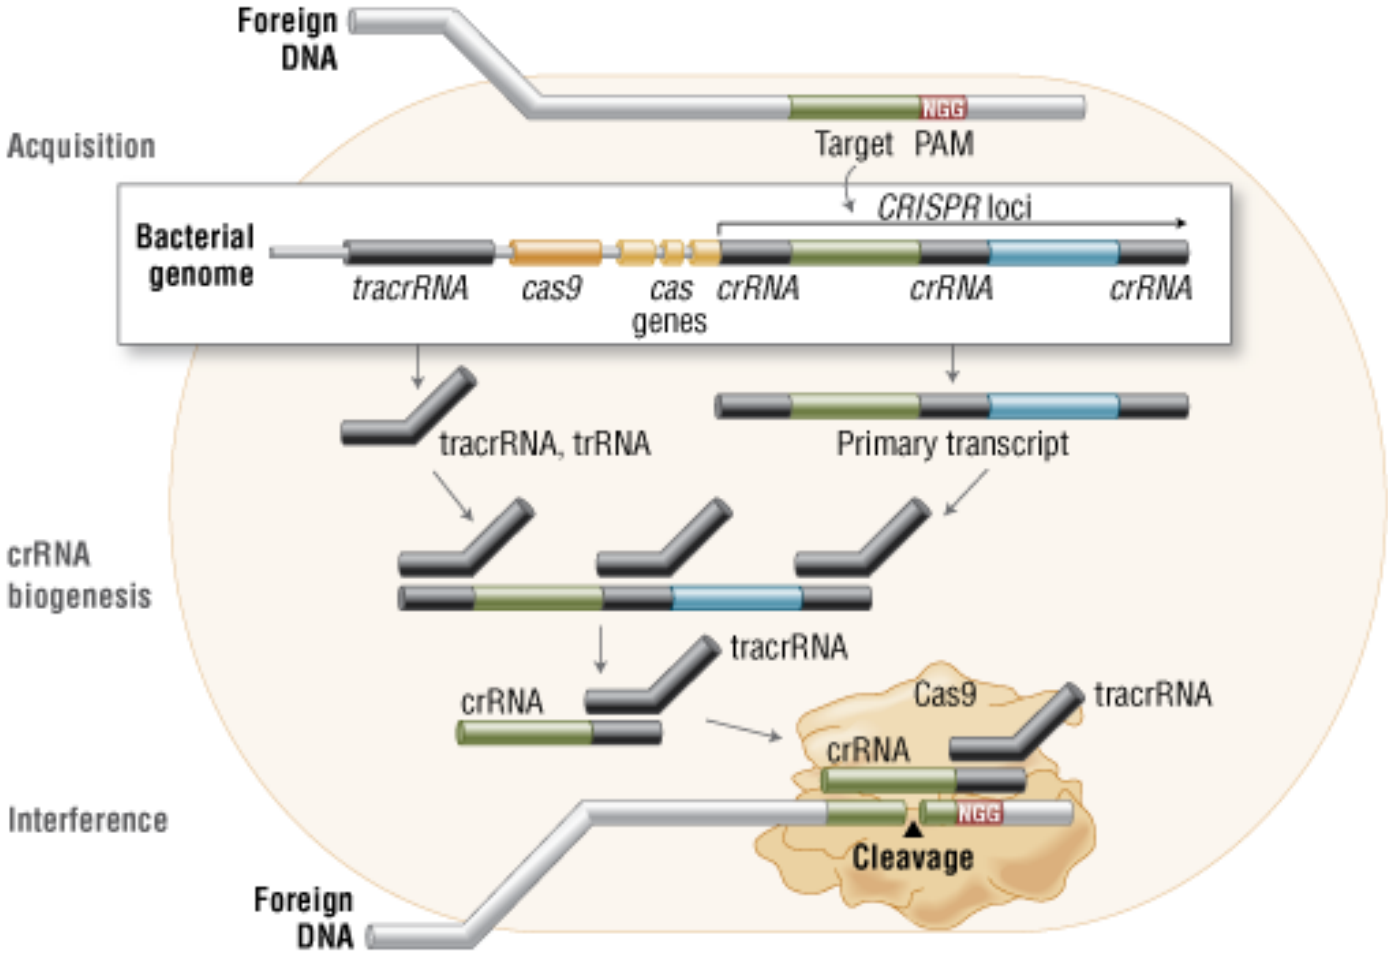 Foreign
DNA
NGG
Acquisition
Target PAM
CRISPR loci
Bacterial
genome
tracrRNA cas9 cas crRNA crRNA crRNA
genes
tracrRNA, trRNA
Primary transcript
crRNA
biogenesis
tracrRNA
crRNA
Cas9
tracrRNA
crRNA
Interference
NGG
Cleavage
Foreign
DNA